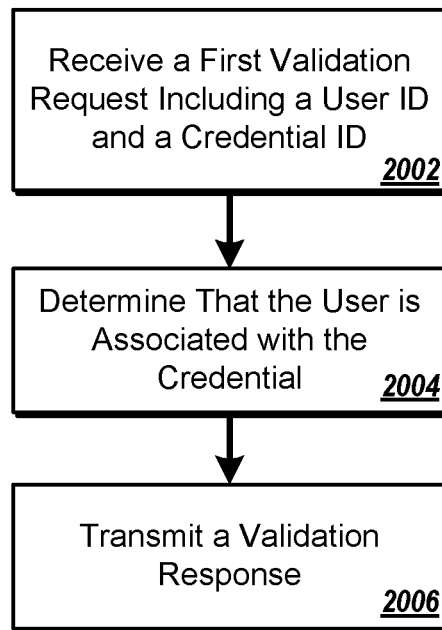 Receive a First Validation
Request Including a User ID
and a Credential ID
2002
Determine That the User is
Associated with the
Credential
2004
Transmit a Validation
Response
2006